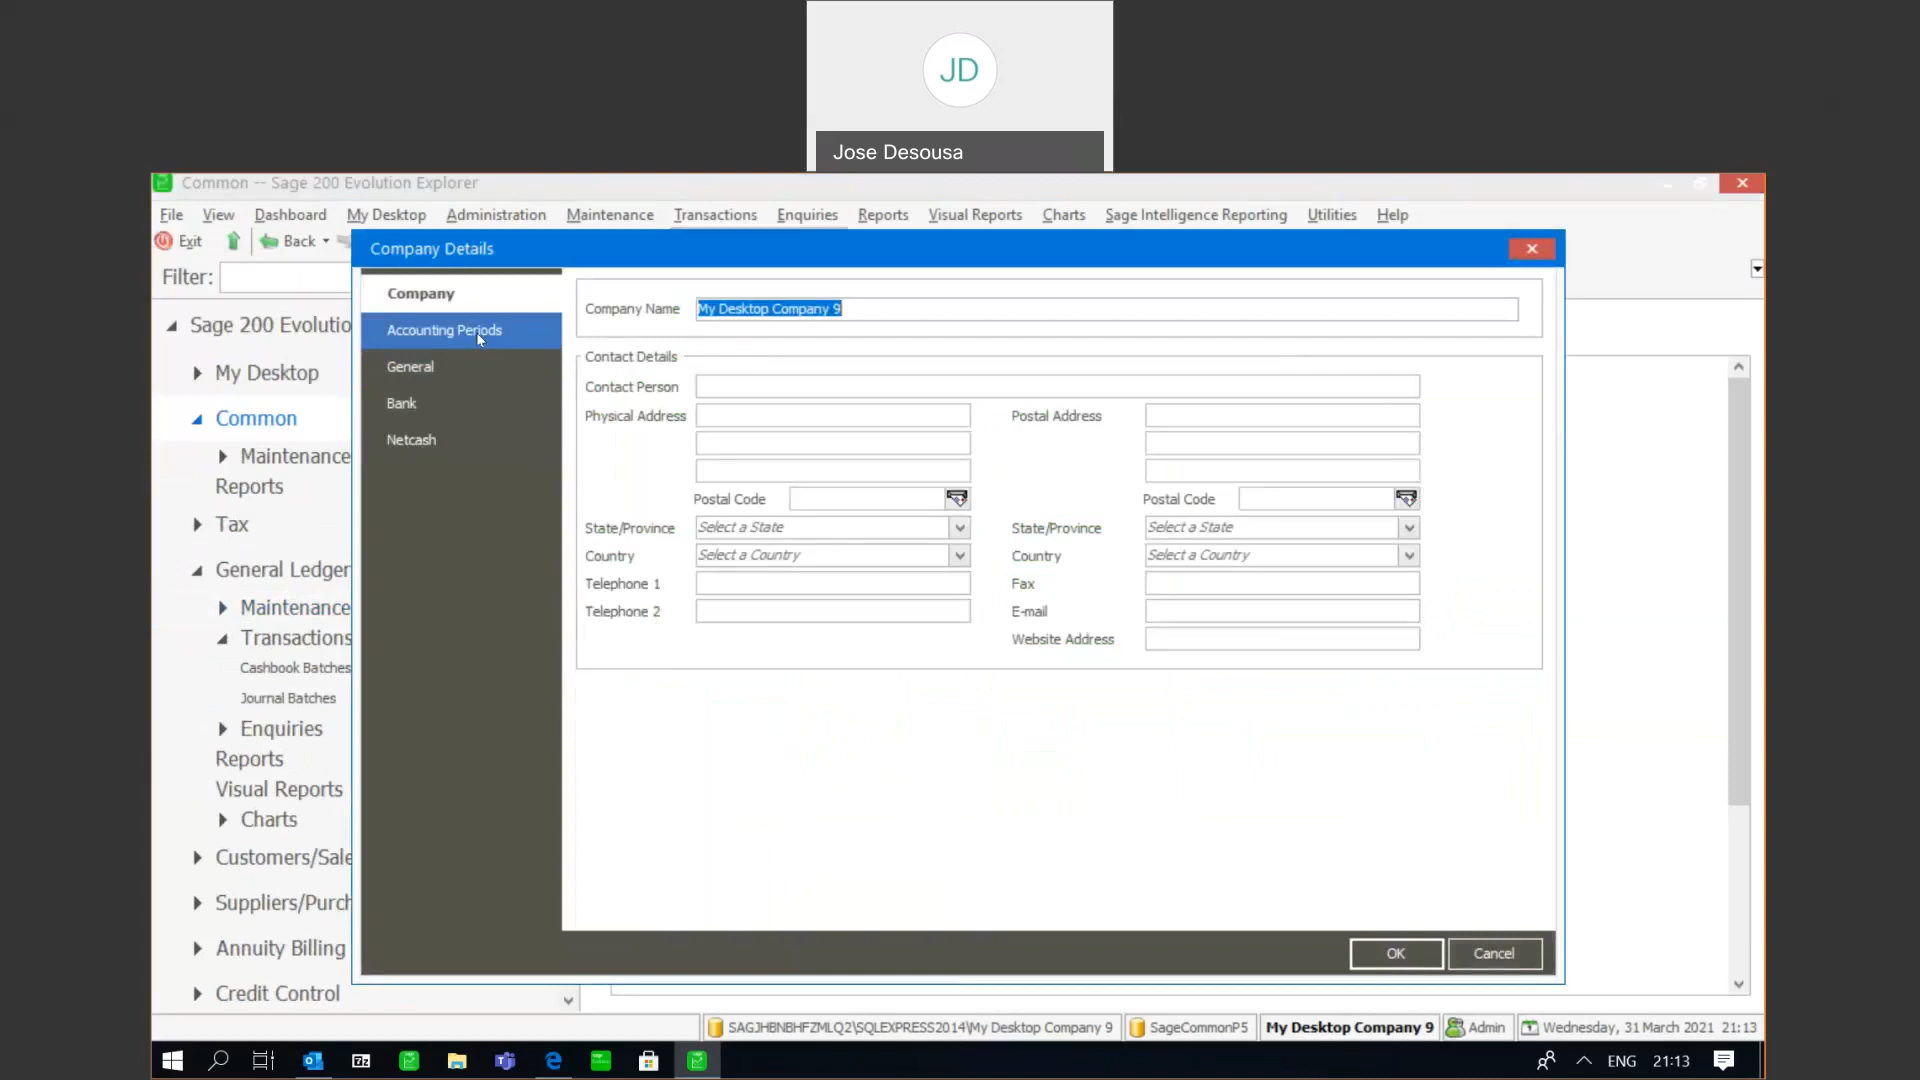 JD
Jose Desousa
Common -- Sage 200 Evolution Explorer
File View Dashboard My Desktop Administration Maintenance Transactions Enquiries Reports Visual Reports Charts Sage Intelligence Reporting Utilities Help
Exit Back
Filter:
Company Details
Sage 200 Evolutio
My Desktop
Common
Maintenance
Reports
Tax
General Ledger
Maintenance
Transactions
Cashbook Batches
Journal Batches
Enquiries
Reports
Visual Reports
Charts
Customers/Sale
Suppliers/Purch
Annuity Billing
Credit Control
Company
Accounting Periods
General
Bank
Netcash
Company Name My Desktop Company 9
Contact Details
Contact Person
Physical Address Postal Address
Postal Code Postal Code
State/Province Select a State State/Province Select a State
Country Select a Country Country Select a Country
Telephone 1 Fax
Telephone 2 E-mail
Website Address
OK Cancel
SAGJHBNBHFZMLQ2\SQLEXPRESS2014\My Desktop Company 9 SageCommonP5 My Desktop Company 9 Admin Wednesday, 31 March 2021 21:13
ENG 21:13